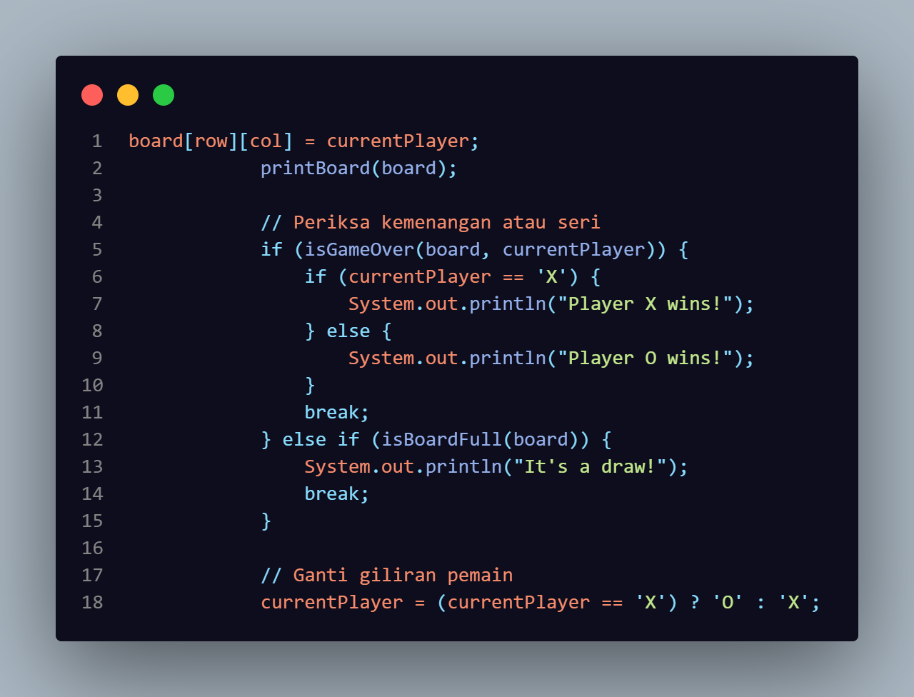 1 board[row][col] = currentPlayer;
2 printBoard(board);
3
4 // Periksa kemenangan atau seri
5 if (isGameOver(board, currentPlayer)) {
6 if (currentPlayer == 'X') {
7 System.out.println("Player X wins!");
8 } else {
9 System.out.println("Player O wins!");
10 }
11 break;
12 } else if (isBoardFull(board)) {
13 System.out.println("It's a draw!");
14 break;
15 }
16
17 // Ganti giliran pemain
18 currentPlayer = (currentPlayer == 'X') ? 'O' : 'X';